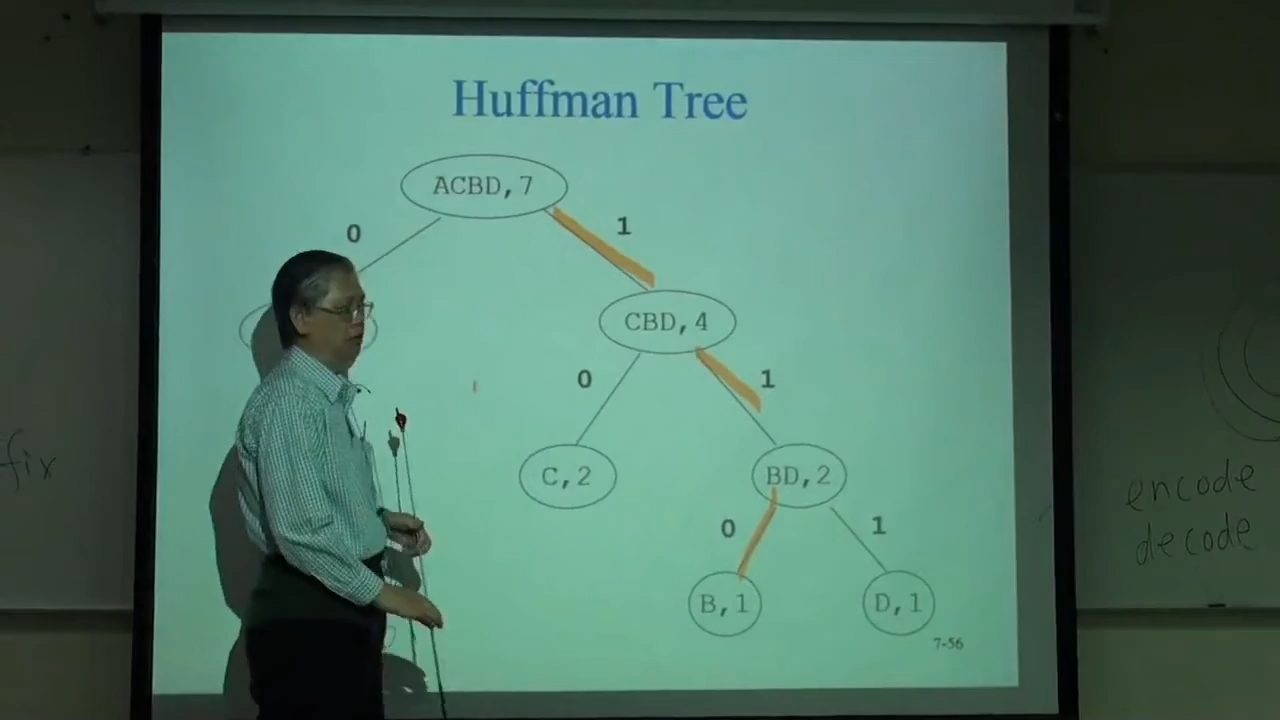 Huffman Tree
ACBD,7
0
1
CBD,4
0
1
C,2
BD,2
0
1
B,1
D,1
7-56
fix
encode
decode